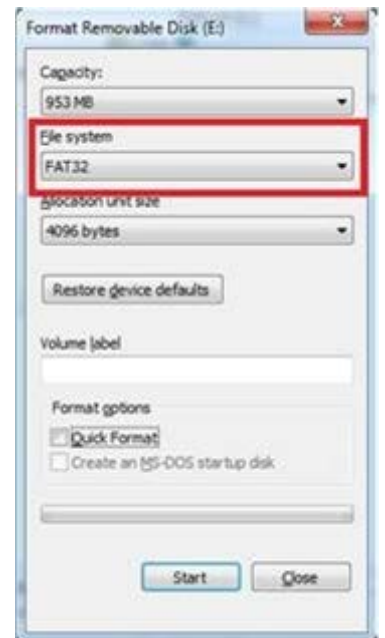 Format Removable Disk (E:)
Capacity:
953 MB
File system
FAT32
Allocation unit size
4096 bytes
Restore device defaults
Volume label
Format options
Quick Format
Create an MS-DOS startup disk
Start
Close